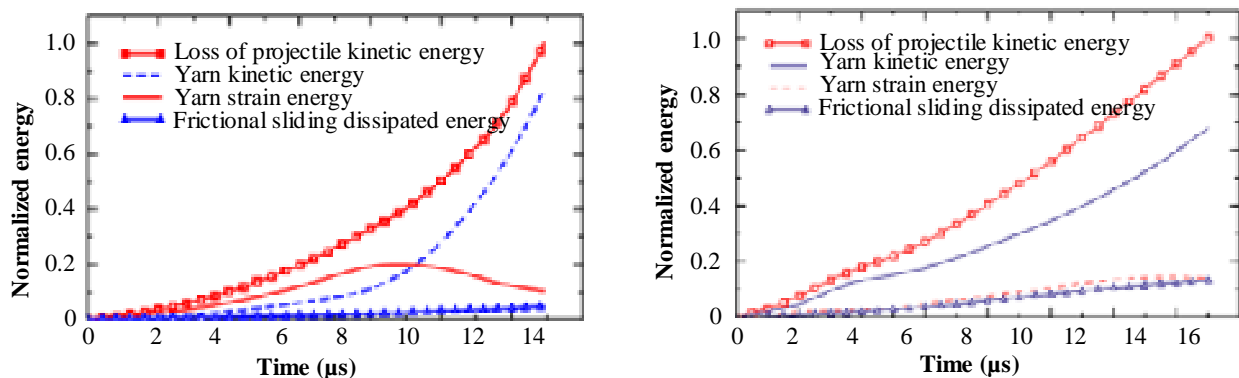 1.0
0.8
0.6
0.4
0.2
0
Normalized energy
Loss of projectile kinetic energy
Yarn kinetic energy
Yarn strain energy
Frictional sliding dissipated energy
0 2 4 6 8 10 12 14
Time (μs)
1.0
0.8
0.6
0.4
0.2
0
Normalized energy
Loss of projectile kinetic energy
Yarn kinetic energy
Yarn strain energy
Frictional sliding dissipated energy
0 2 4 6 8 10 12 14 16
Time (μs)